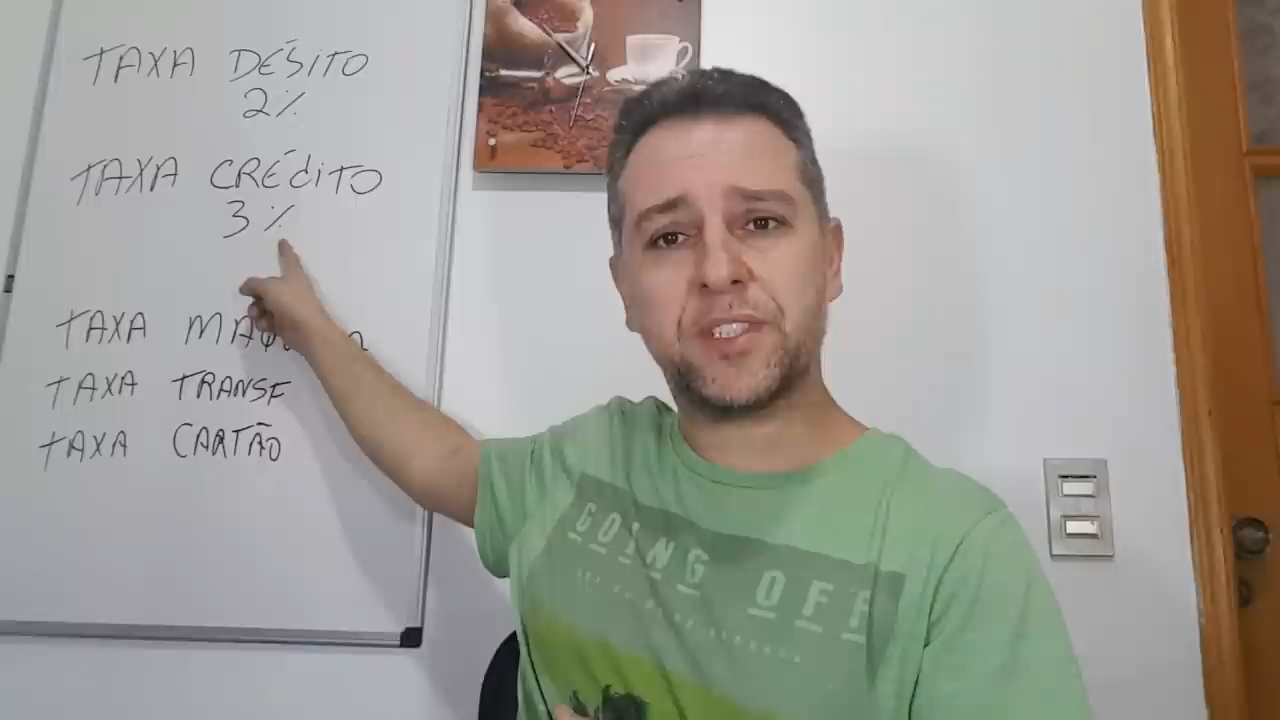 TAXA DÉBITO
2%
TAXA CRÉDITO
3%
TAXA
TAXA TRANSF
TAXA CARTÃO
GOING OFF